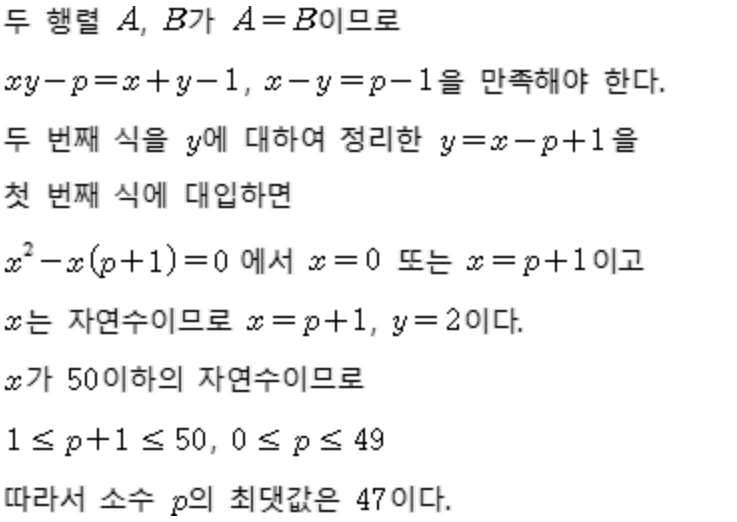 두 행렬 A, B가 A=B이므로
xy-p=x+y-1, x-y=p-1을 만족해야 한다.
두 번째 식을 y에 대하여 정리한 y=x-p+1을
첫 번째 식에 대입하면
x²-x(p+1)=0 에서 x=0 또는 x=p+1이고
x는 자연수이므로 x=p+1, y=2이다.
x가 50이하의 자연수이므로
1≤p+1≤50, 0≤p≤49
따라서 소수 p의 최댓값은 47이다.